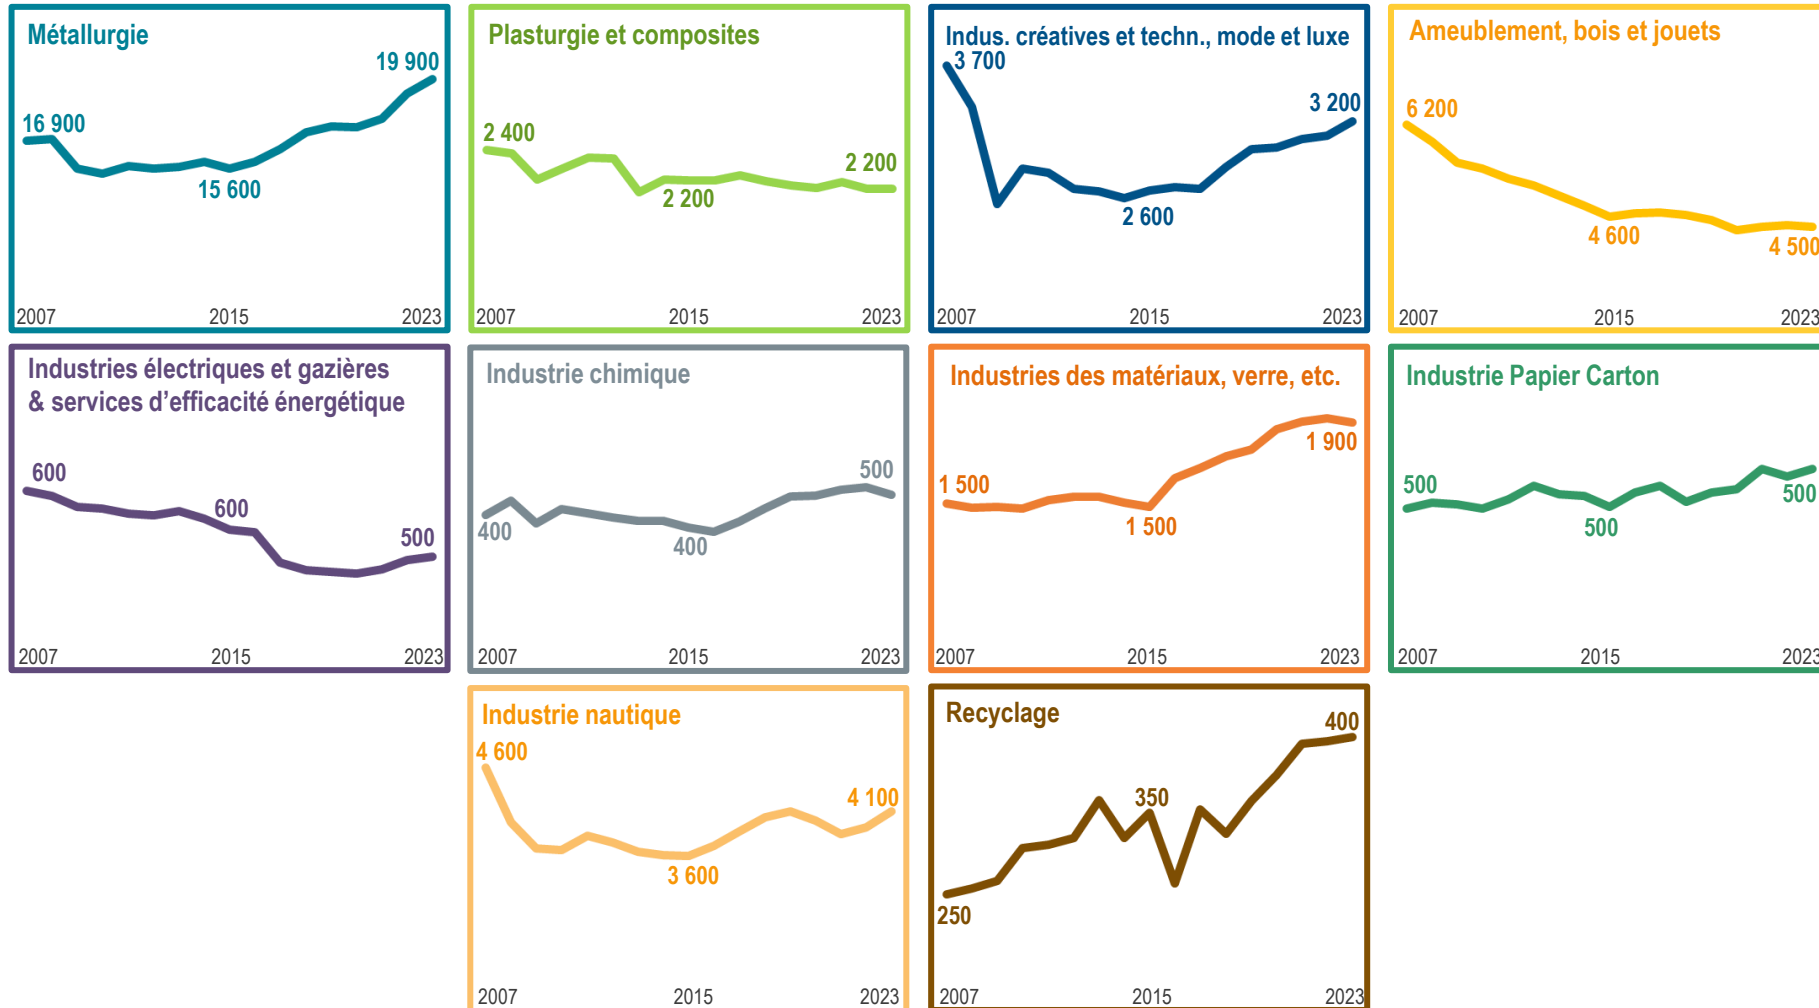 Métallurgie
19 900
16 900
15 600
2007 2015 2023
Plasturgie et composites
2 400
2 200
2 200
2007 2015 2023
Indus. créatives et techn., mode et luxe
3 700
3 200
2 600
2007 2015 2023
Ameublement, bois et jouets
6 200
4 600
4 500
2007 2015 2023
Industries électriques et gazières
& services d’efficacité énergétique
600
600
500
2007 2015 2023
Industrie chimique
500
400
400
2007 2015 2023
Industries des matériaux, verre, etc.
1 900
1 500
1 500
2007 2015 2023
Industrie Papier Carton
500
500
500
2007 2015 2023
Industrie nautique
4 600
4 100
3 600
2007 2015 2023
Recyclage
400
350
250
2007 2015 2023